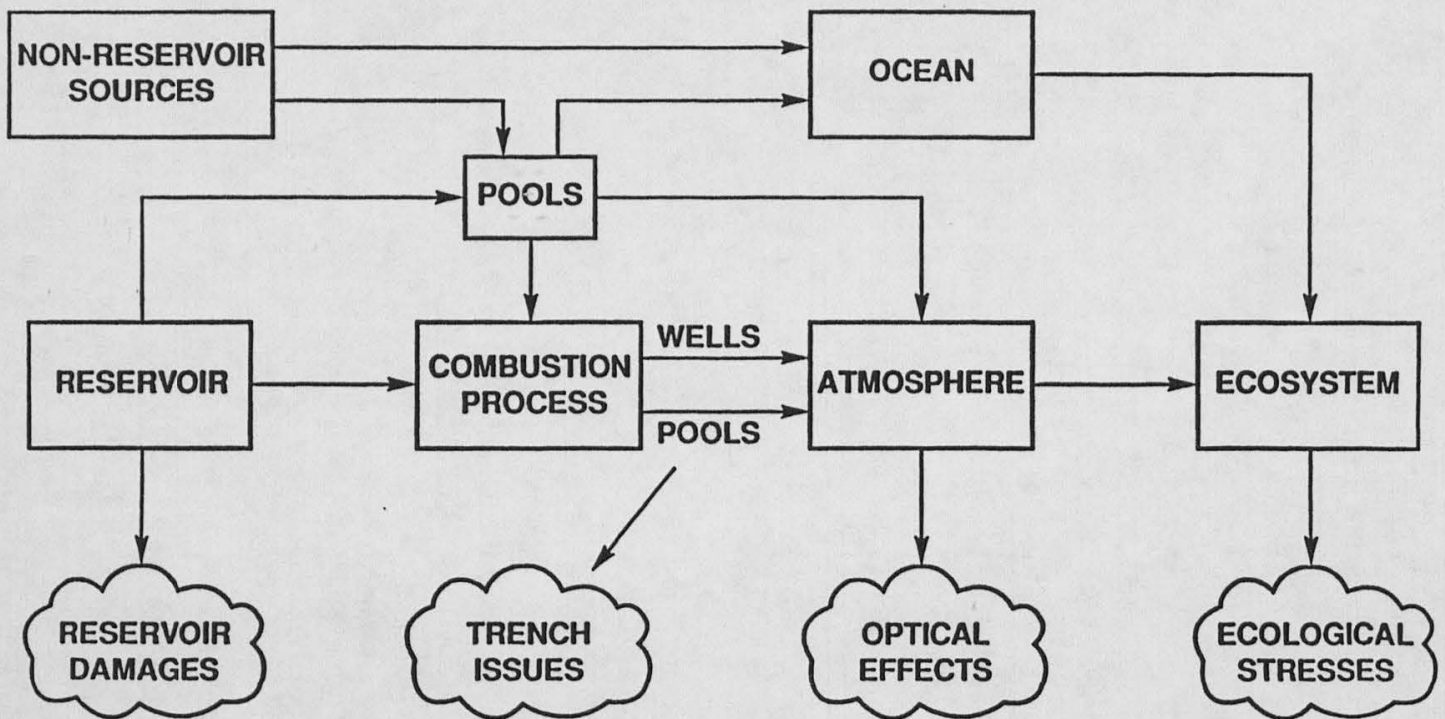 NON-RESERVOIR
SOURCES
OCEAN
POOLS
RESERVOIR
COMBUSTION
PROCESS
WELLS
POOLS
ATMOSPHERE
ECOSYSTEM
RESERVOIR
DAMAGES
TRENCH
ISSUES
OPTICAL
EFFECTS
ECOLOGICAL
STRESSES